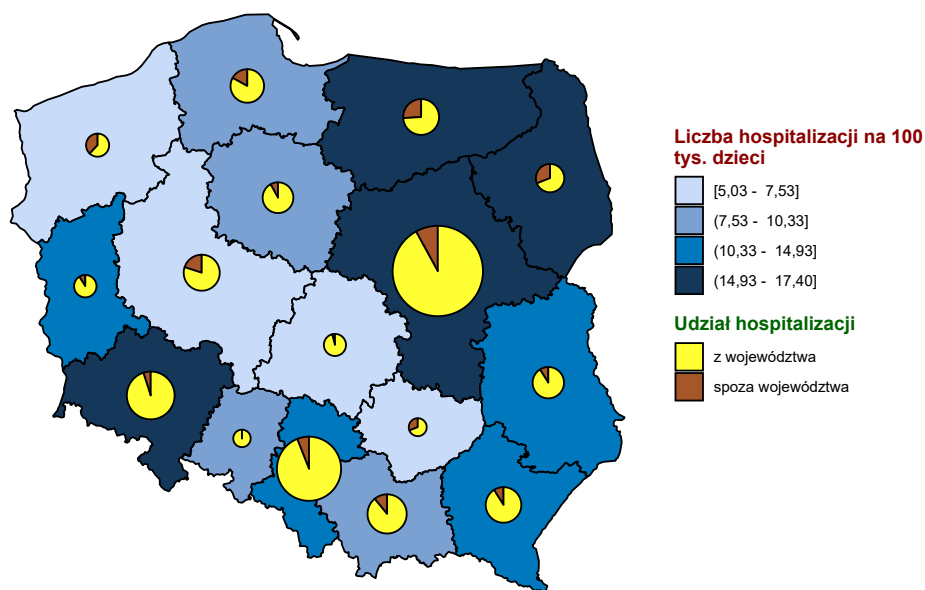 Liczba hospitalizacji na 100
tys. dzieci
[5,03 - 7,53]
(7,53 - 10,33]
(10,33 - 14,93]
(14,93 - 17,40]
Udział hospitalizacji
z województwa
spoza województwa